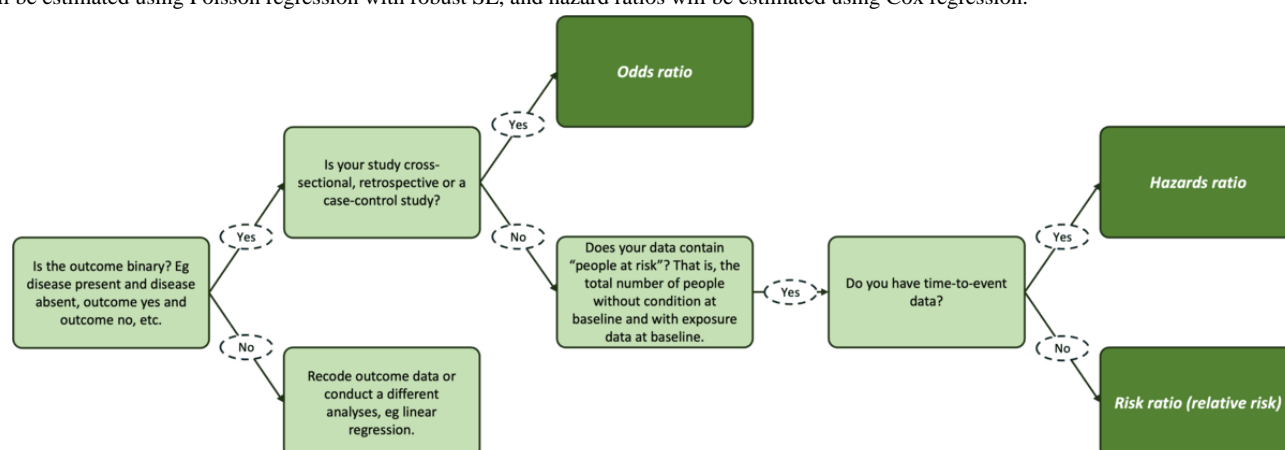 be estimated using Poisson regression with robust SE, and hazard ratios will be estimated using Cox regression.
Odds ratio
Yes
Is your study cross-
sectional, retrospective or a
case-control study?
Hazards ratio
Yes
No
Yes
Is the outcome binary? Eg
disease present and disease
absent, outcome yes and
outcome no, etc.
Does your data contain
“people at risk”? That is, the
total number of people
without condition at
baseline and with exposure
data at baseline.
Yes
Do you have time-to-event
data?
No
No
Recode outcome data or
conduct a different
analyses, eg linear
regression.
Risk ratio (relative risk)